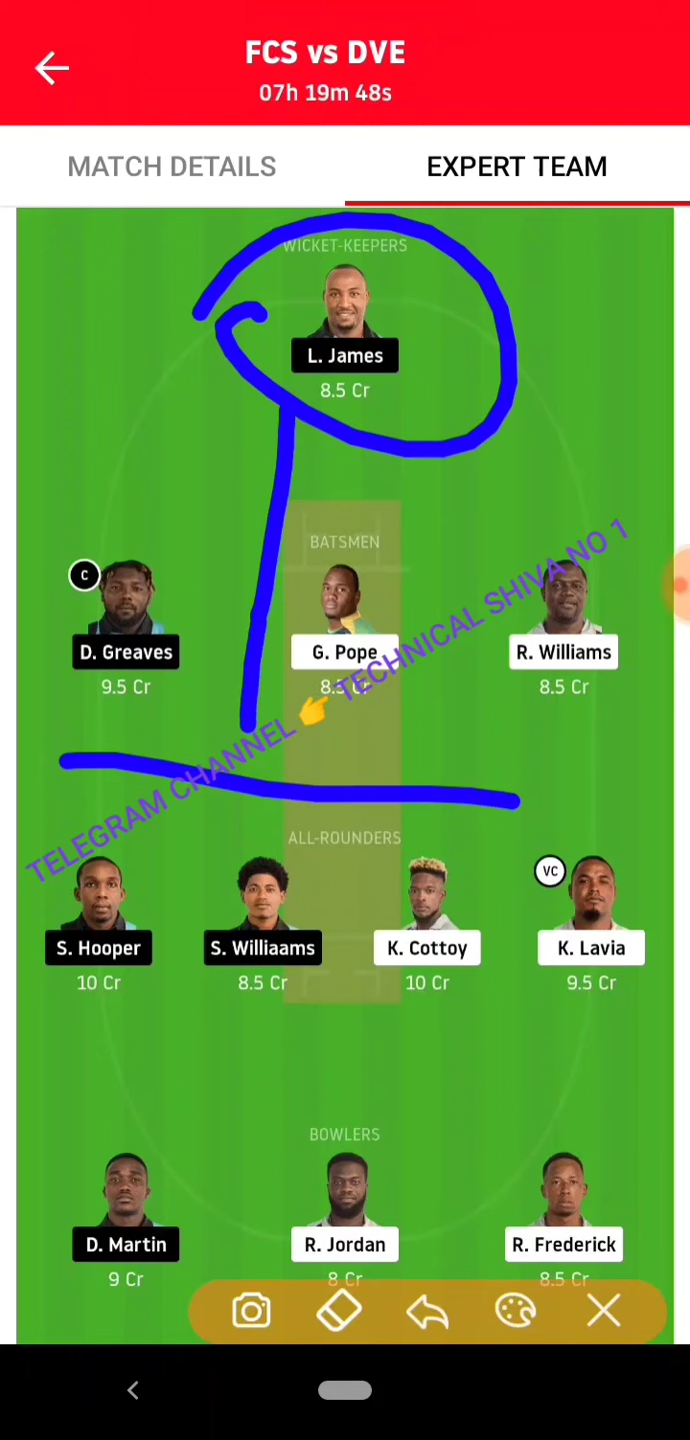 FCS vs DVE
07h 19m 48s
MATCH DETAILS
EXPERT TEAM
WICKET-KEEPERS
L. James
8.5 Cr
BATSMEN
C
D. Greaves
9.5 Cr
G. Pope
8.5 Cr
R. Williams
8.5 Cr
TELEGRAM CHANNEL 👉 TECHNICAL SHIVA NO 1
ALL-ROUNDERS
S. Hooper
10 Cr
S. Williaams
8.5 Cr
K. Cottoy
10 Cr
VC
K. Lavia
9.5 Cr
BOWLERS
D. Martin
9 Cr
R. Jordan
8 Cr
R. Frederick
8.5 Cr